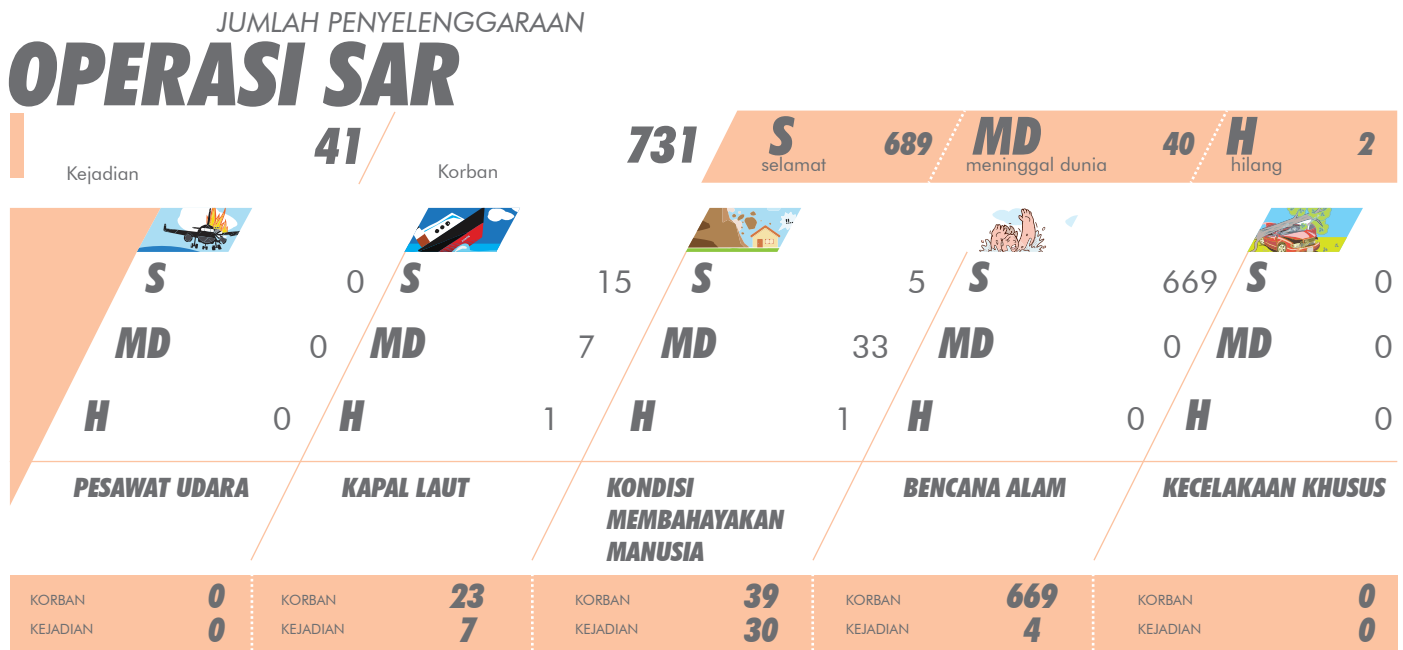 JUMLAH PENYELENGGARAAN
OPERASI SAR
Kejadian 41
Korban 731
S selamat 689
MD meninggal dunia 40
H hilang 2
!!..
S 0 S 15 S 5 S 669 S 0
MD 0 MD 7 MD 33 MD 0 MD 0
H 0 H 1 H 1 H 0 H 0
PESAWAT UDARA
KAPAL LAUT
KONDISI
MEMBAHAYAKAN
MANUSIA
BENCANA ALAM
KECELAKAAN KHUSUS
KORBAN 0 KORBAN 23 KORBAN 39 KORBAN 669 KORBAN 0
KEJADIAN 0 KEJADIAN 7 KEJADIAN 30 KEJADIAN 4 KEJADIAN 0